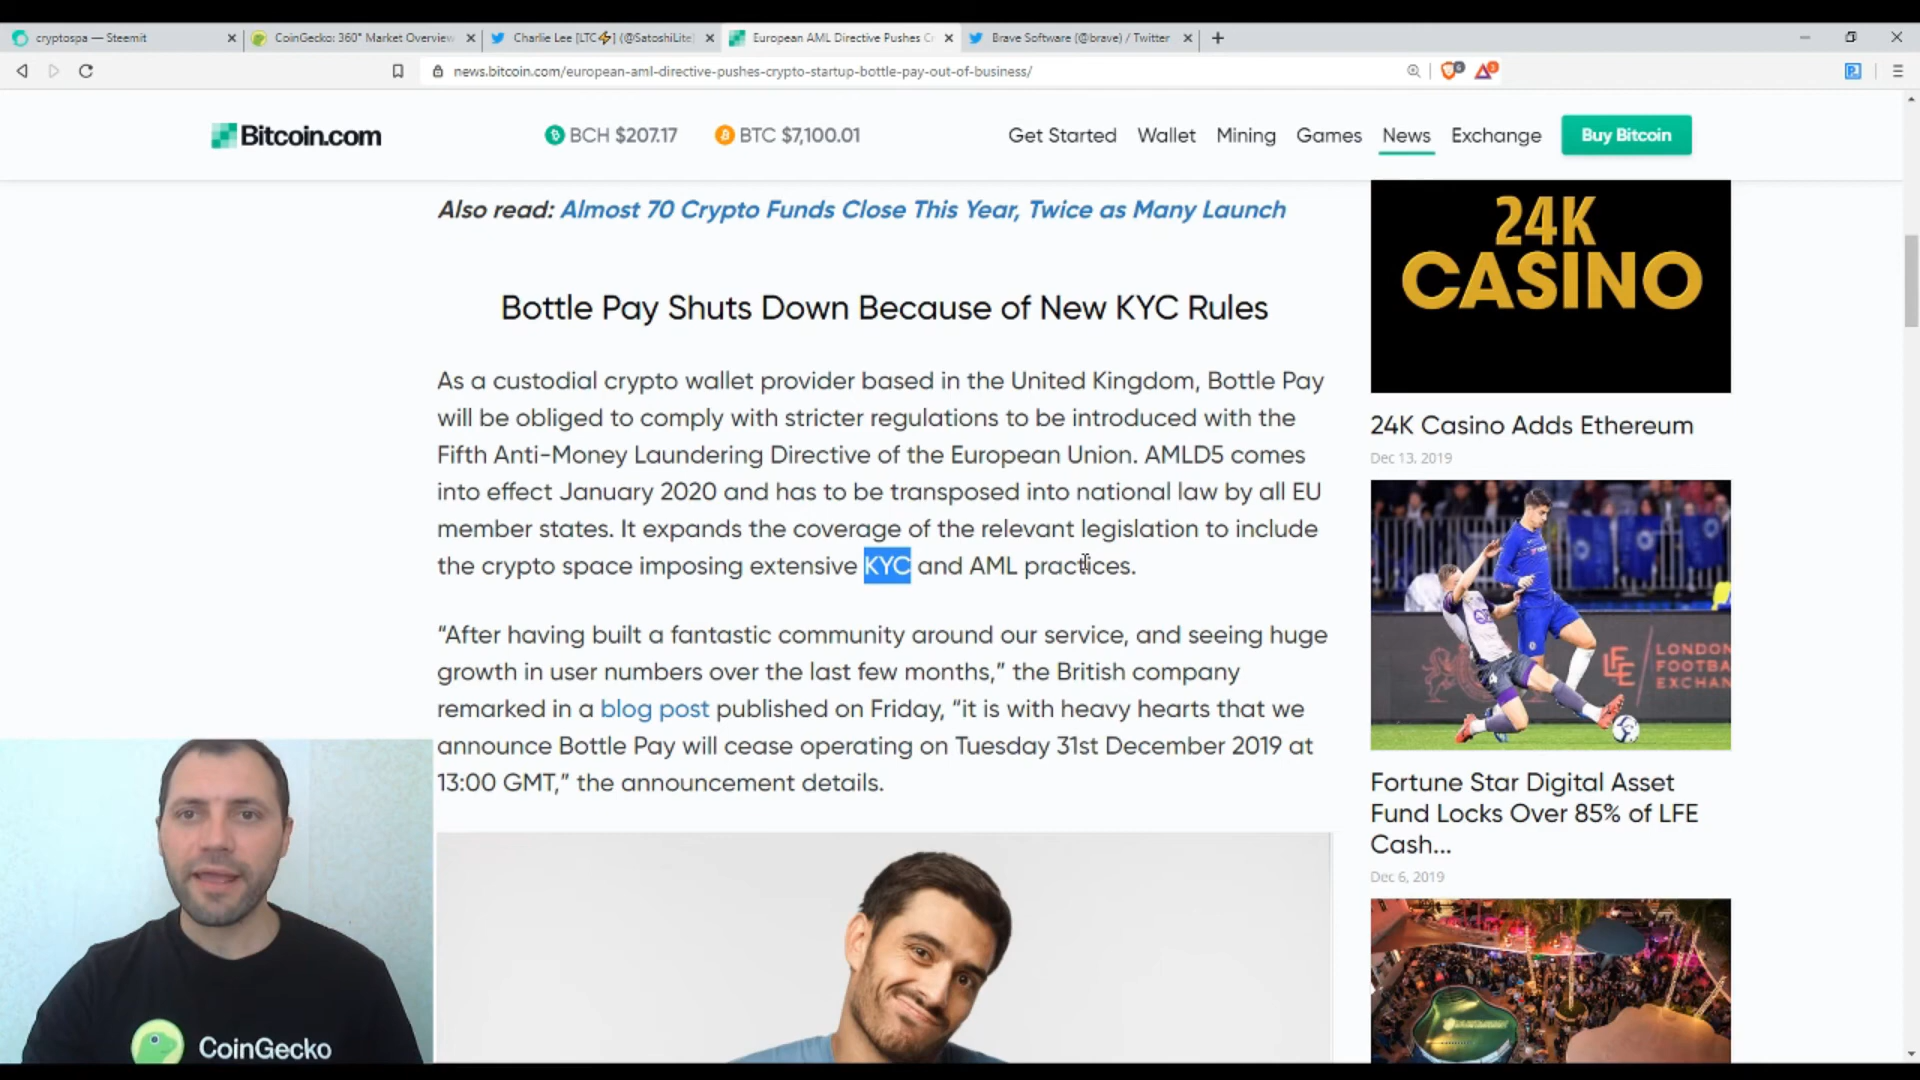 cryptospa — Steemit
CoinGecko: 360° Market Overview
Charlie Lee [LTC⚡] (@SatoshiLite)
European AML Directive Pushes Cr
Brave Software (@brave) / Twitter
news.bitcoin.com/european-aml-directive-pushes-crypto-startup-bottle-pay-out-of-business/
Bitcoin.com
BCH $207.17
BTC $7,100.01
Get Started
Wallet
Mining
Games
News
Exchange
Buy Bitcoin
Also read: Almost 70 Crypto Funds Close This Year, Twice as Many Launch
Bottle Pay Shuts Down Because of New KYC Rules
As a custodial crypto wallet provider based in the United Kingdom, Bottle Pay
will be obliged to comply with stricter regulations to be introduced with the
Fifth Anti-Money Laundering Directive of the European Union. AMLD5 comes
into effect January 2020 and has to be transposed into national law by all EU
member states. It expands the coverage of the relevant legislation to include
the crypto space imposing extensive KYC and AML practices.
“After having built a fantastic community around our service, and seeing huge
growth in user numbers over the last few months,” the British company
remarked in a blog post published on Friday, “it is with heavy hearts that we
announce Bottle Pay will cease operating on Tuesday 31st December 2019 at
13:00 GMT,” the announcement details.
24K
CASINO
24K Casino Adds Ethereum
Dec 13, 2019
LONDON
FOOTBA
EXCHAN
Fortune Star Digital Asset
Fund Locks Over 85% of LFE
Cash...
Dec 6, 2019
CoinGecko